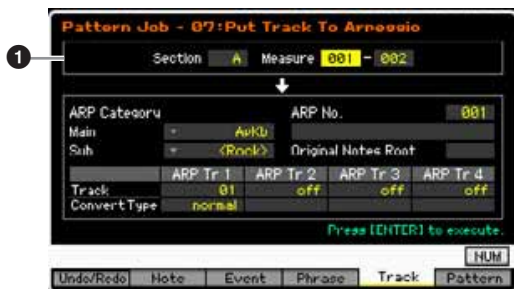 Pattern Job - 07:Put Track To Arpeggio
1
Section A Measure 001 - 002
ARP Category ARP No. 001
Main ApKb
Sub <Rock> Original Notes Root
ARP Tr 1 ARP Tr 2 ARP Tr 3 ARP Tr 4
Track 01 off off off
ConvertType normal
Press [ENTER] to execute.
NUM
Undo/Redo Note Event Phrase Track Pattern